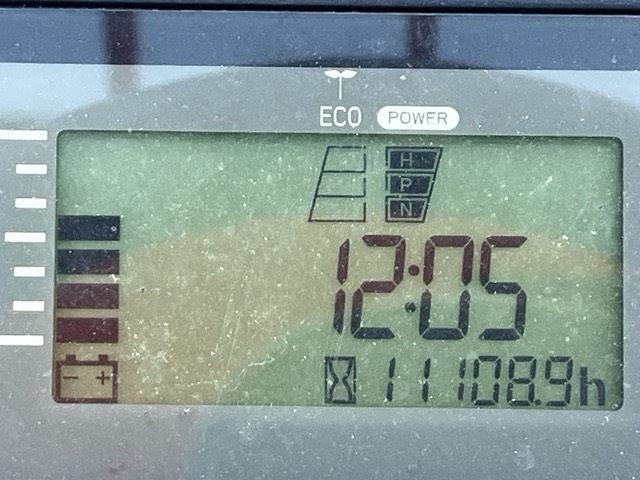 ECO POWER
H
P
N
12:05
- +
11108.9h